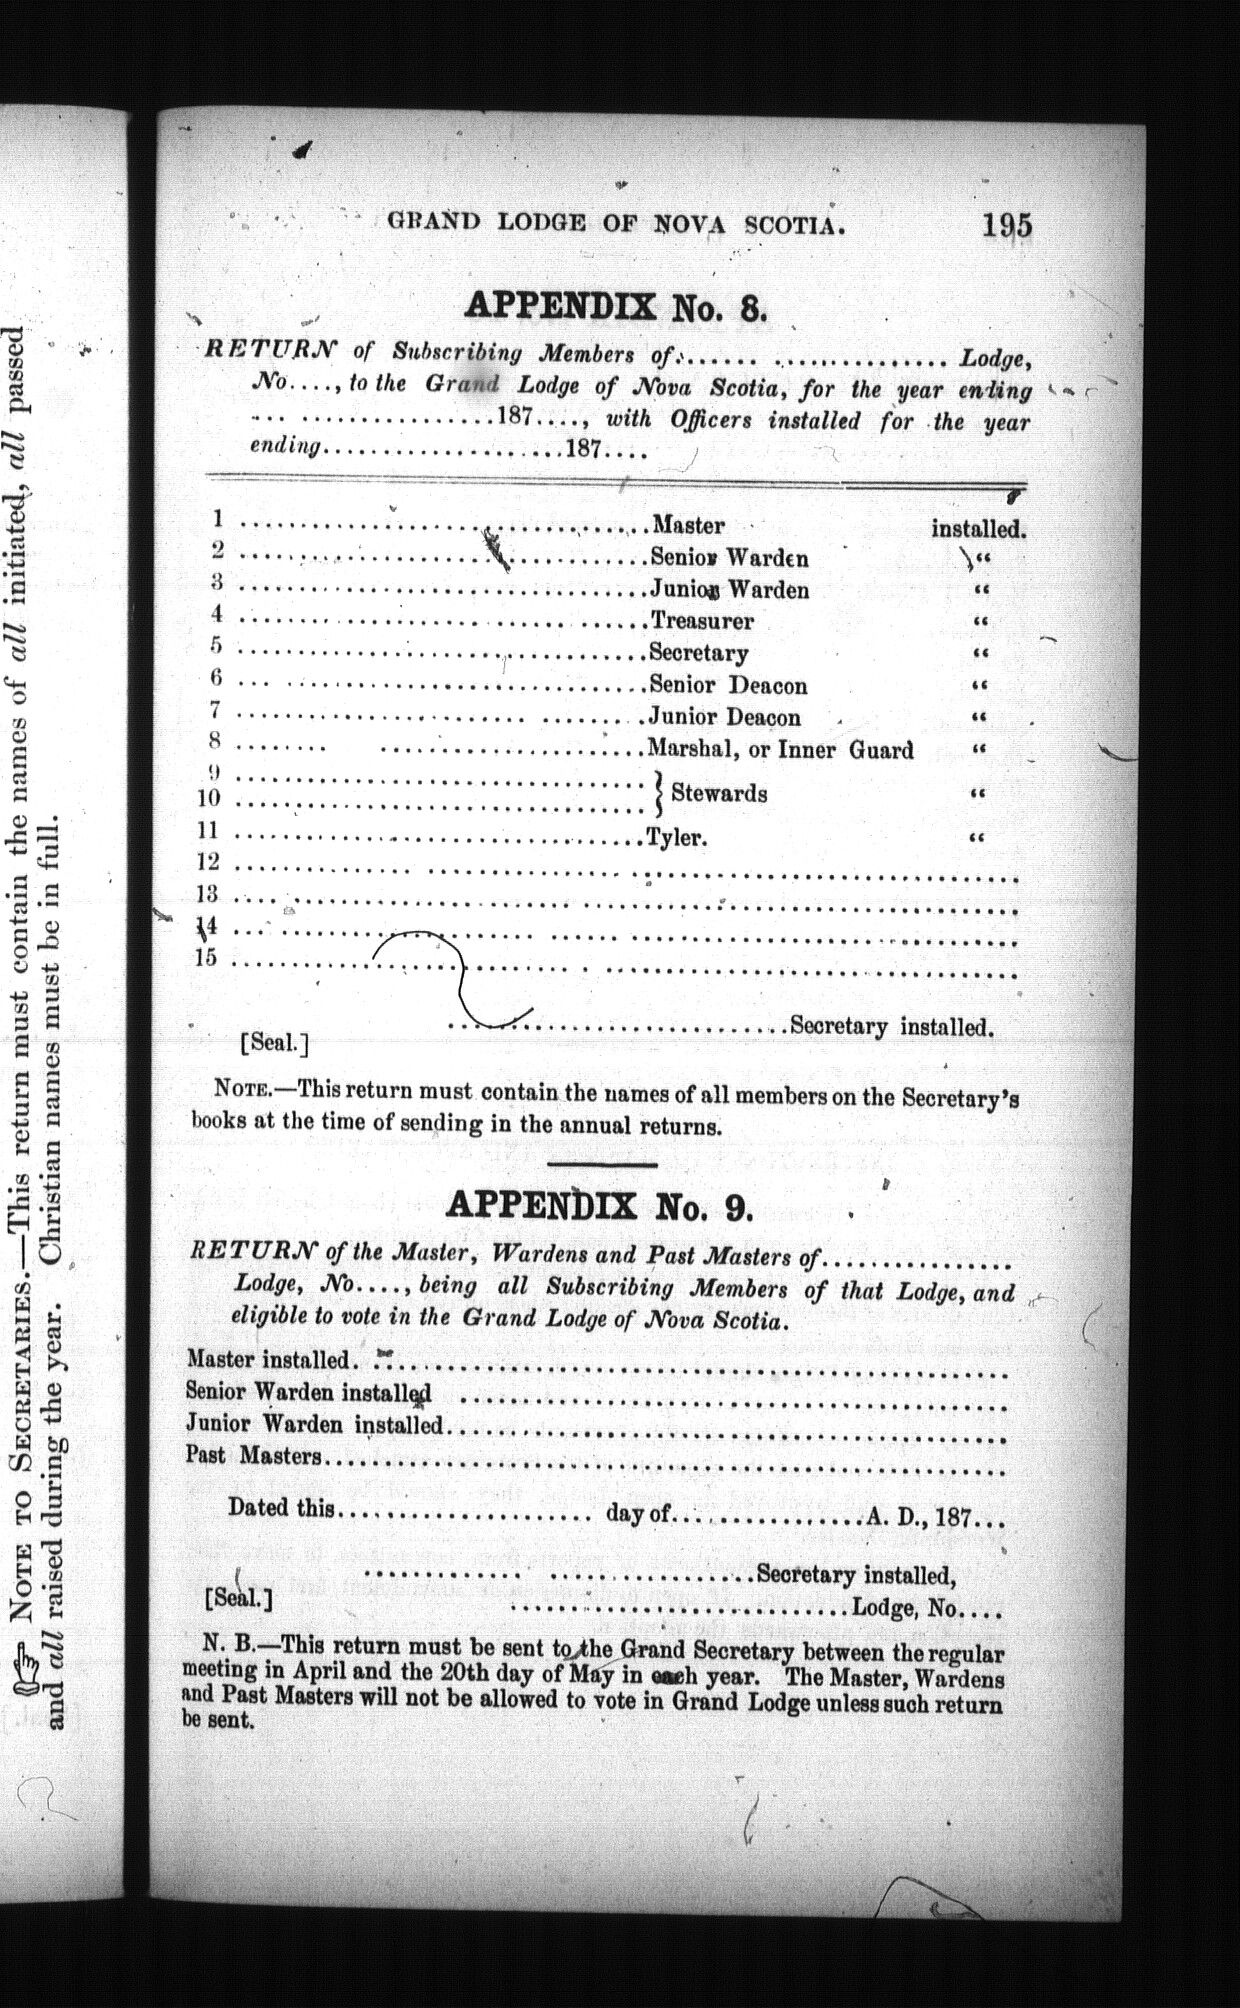 ☞ NOTE TO SECRETARIES.—This return must contain the names of all initiated, all passed
and all raised during the year. Christian names must be in full.
GRAND LODGE OF NOVA SCOTIA. 195
APPENDIX No. 8.
RETURN of Subscribing Members of.................... Lodge,
No...., to the Grand Lodge of Nova Scotia, for the year ending
....................187...., with Officers installed for the year
ending....................187....
1 .................................Master installed.
2 .................................Senior Warden “
3 .................................Junior Warden “
4 .................................Treasurer “
5 .................................Secretary “
6 .................................Senior Deacon “
7 .................................Junior Deacon “
8 .................................Marshal, or Inner Guard “
9 .................................
10 ................................. } Stewards “
11 .................................Tyler. “
12 ..................................................
13 ..................................................
14 ..................................................
15 ..................................................
.............................Secretary installed.
[Seal.]
NOTE.—This return must contain the names of all members on the Secretary's
books at the time of sending in the annual returns.
APPENDIX No. 9.
RETURN of the Master, Wardens and Past Masters of................
Lodge, No...., being all Subscribing Members of that Lodge, and
eligible to vote in the Grand Lodge of Nova Scotia.
Master installed...................................................
Senior Warden installed ..............................................
Junior Warden installed..............................................
Past Masters........................................................
Dated this..................... day of................A. D., 187...
................................Secretary installed,
[Seal.] ............................Lodge, No....
N. B.—This return must be sent to the Grand Secretary between the regular
meeting in April and the 20th day of May in each year. The Master, Wardens
and Past Masters will not be allowed to vote in Grand Lodge unless such return
be sent.